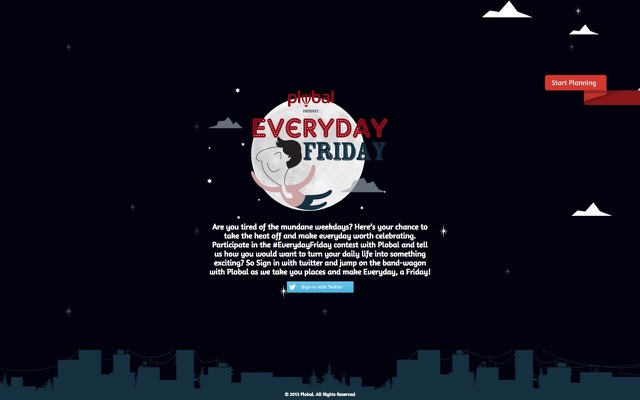 Start Planning
plobal
PRESENTS
EVERYDAY
FRIDAY
Are you tired of the mundane weekdays? Here's your chance to
take the heat off and make everyday worth celebrating.
Participate in the #EverydayFriday contest with Plobal and tell
us how you would want to turn your daily life into something
exciting? So Sign in with twitter and jump on the band-wagon
with Plobal as we take you places and make Everyday, a Friday!
Sign in with Twitter
© 2013 Plobal. All Rights Reserved